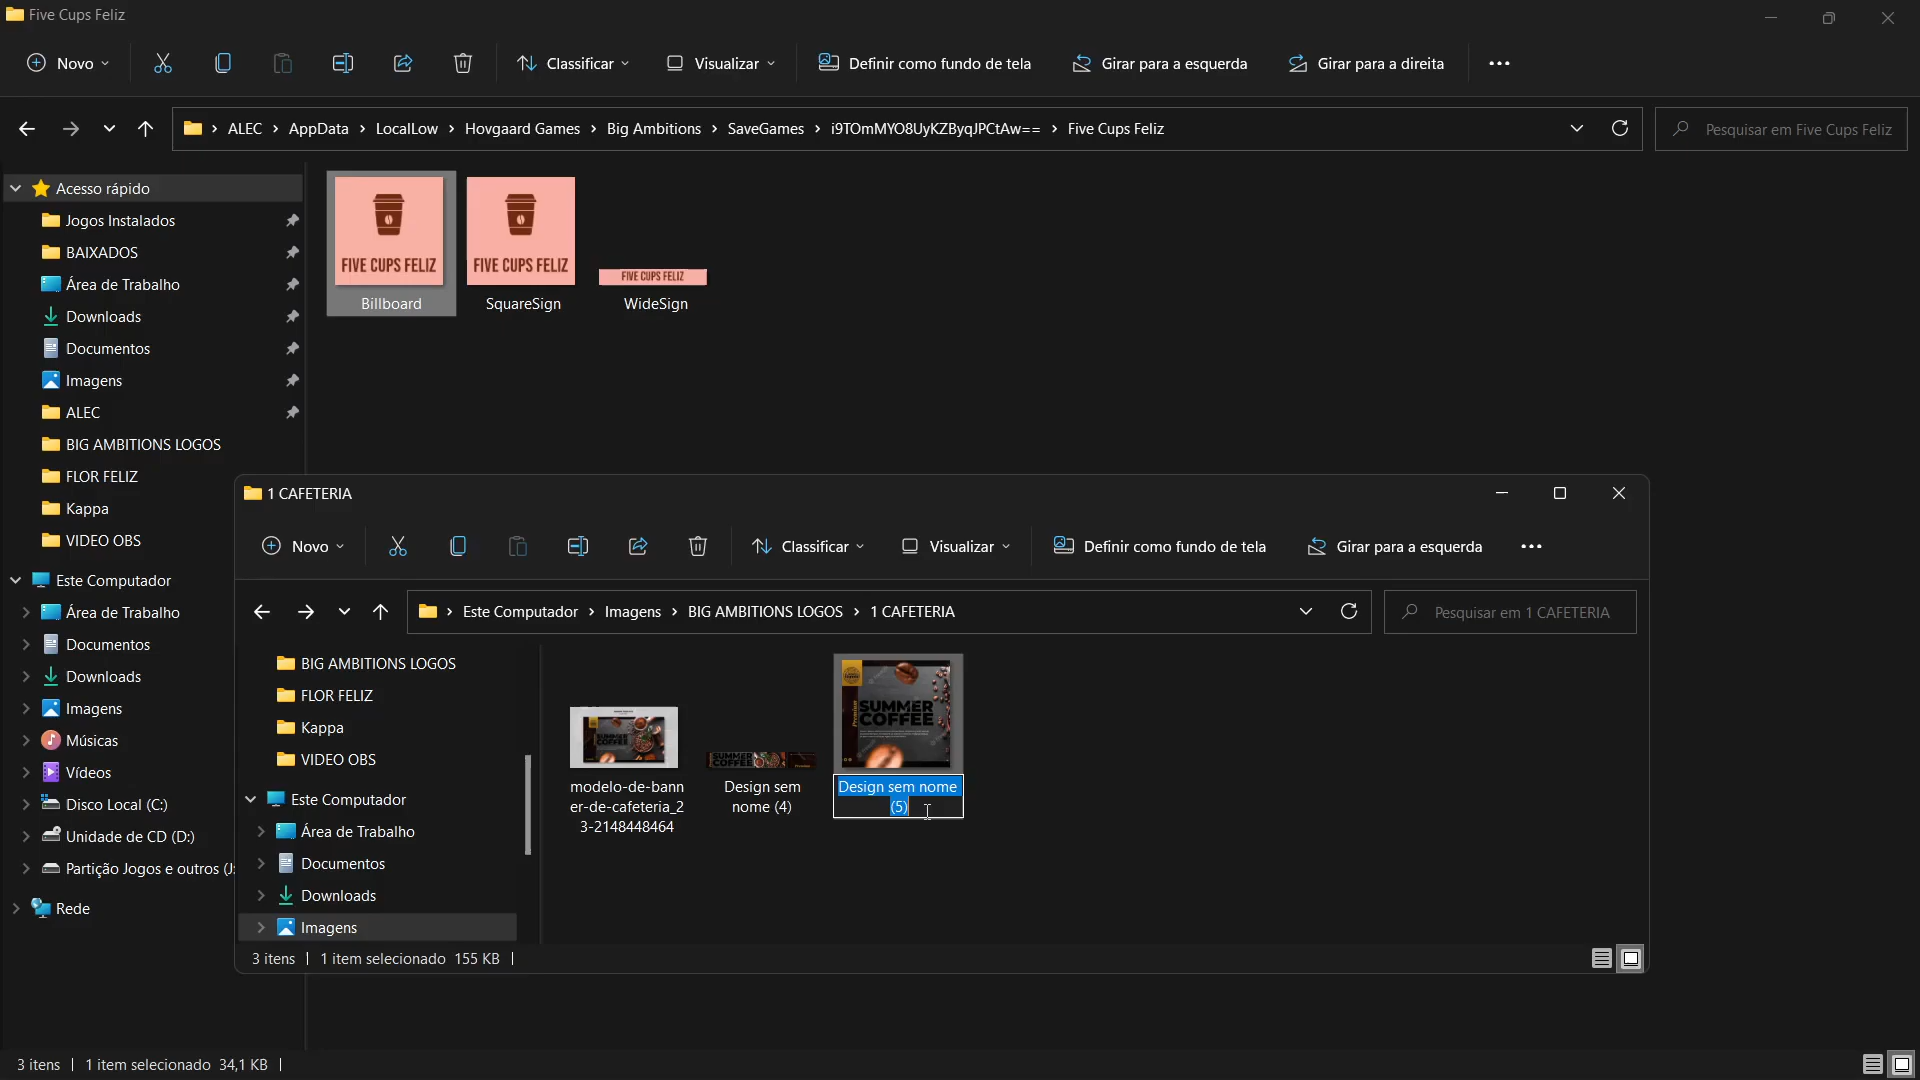 Five Cups Feliz
Novo
Classificar
Visualizar
Definir como fundo de tela
Girar para a esquerda
Girar para a direita
ALEC > AppData > LocalLow > Hovgaard Games > Big Ambitions > SaveGames > i9TOmMYO8UyKZByqJPCtAw== > Five Cups Feliz
Pesquisar em Five Cups Feliz
Acesso rápido
Jogos Instalados
BAIXADOS
Área de Trabalho
Downloads
Documentos
Imagens
ALEC
BIG AMBITIONS LOGOS
FLOR FELIZ
Kappa
VIDEO OBS
Este Computador
Área de Trabalho
Documentos
Downloads
Imagens
Músicas
Vídeos
Disco Local (C:)
Unidade de CD (D:)
Partição Jogos e outros (J:
Rede
FIVE CUPS FELIZ
Billboard
FIVE CUPS FELIZ
SquareSign
FIVE CUPS FELIZ
WideSign
1 CAFETERIA
Novo
Classificar
Visualizar
Definir como fundo de tela
Girar para a esquerda
Este Computador > Imagens > BIG AMBITIONS LOGOS > 1 CAFETERIA
Pesquisar em 1 CAFETERIA
BIG AMBITIONS LOGOS
FLOR FELIZ
Kappa
VIDEO OBS
Este Computador
Área de Trabalho
Documentos
Downloads
Imagens
modelo-de-bann
er-de-cafeteria_2
3-2148448464
Design sem
nome (4)
Premium
SUMMER
COFFEE
Design sem nome
(5)
3 itens
1 item selecionado 155 KB
3 itens
1 item selecionado 34,1 KB